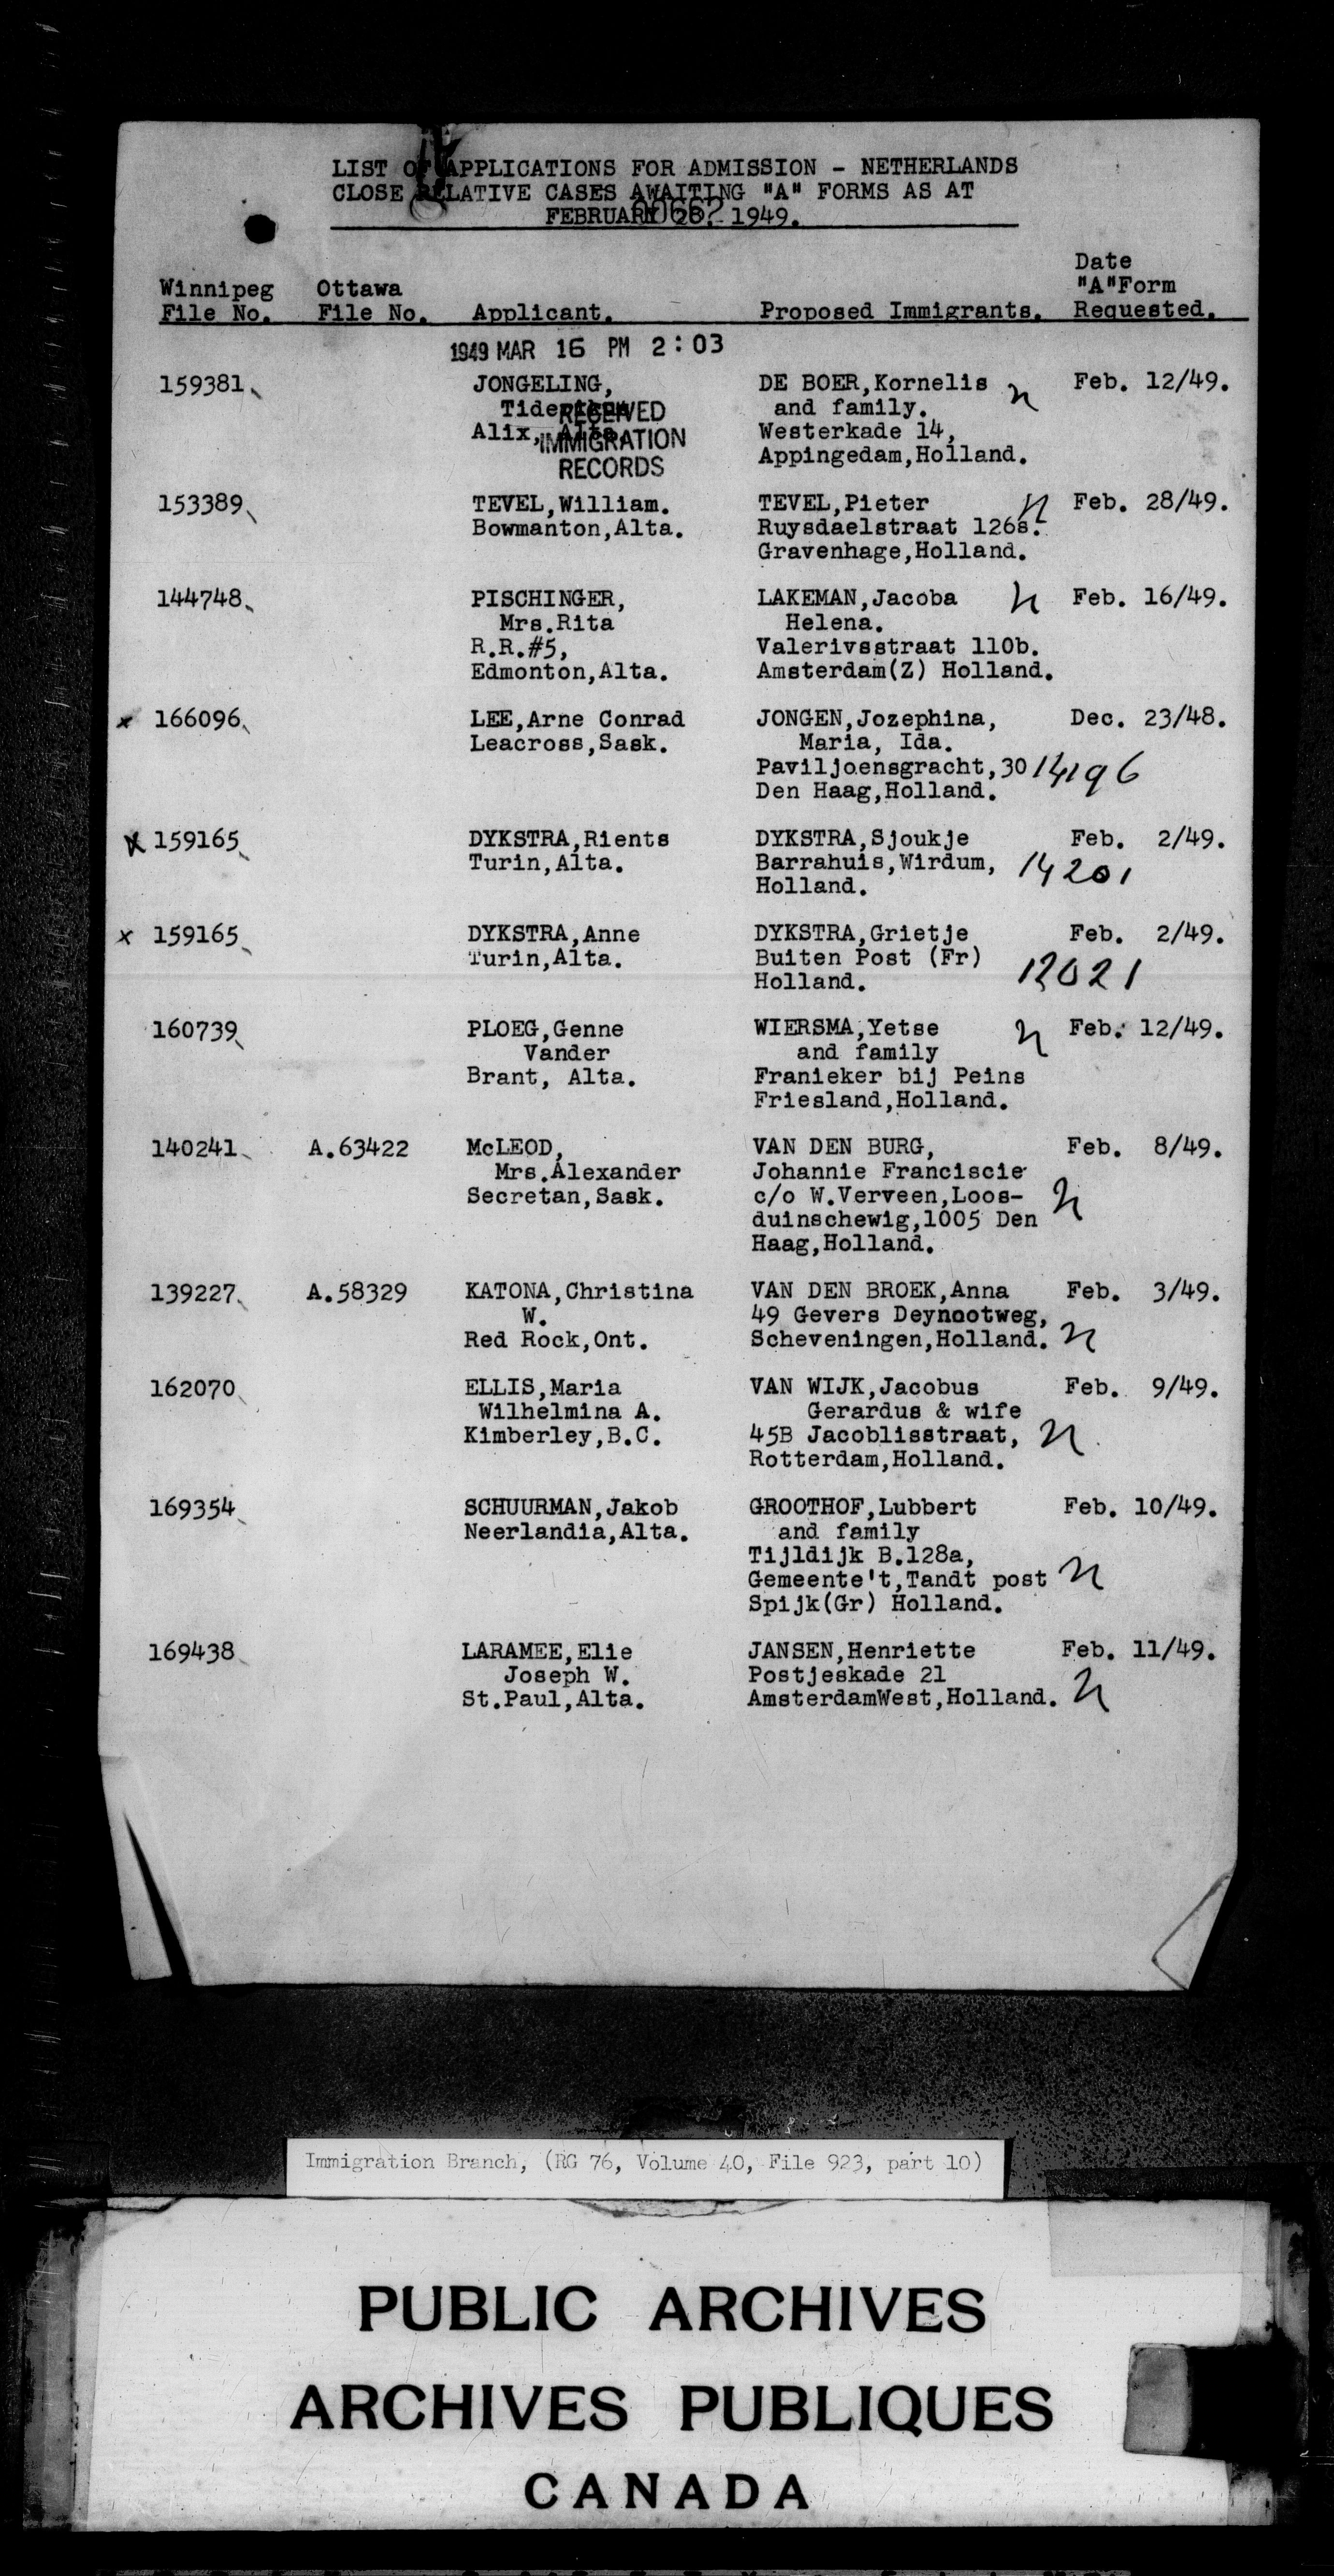 LIST OF APPLICATIONS FOR ADMISSION - NETHERLANDS
CLOSE RELATIVE CASES AWAITING "A" FORMS AS AT
FEBRUARY 28, 1949.
Winnipeg File No. Ottawa File No. Applicant. Proposed Immigrants. Date "A"Form Requested.
1949 MAR 16 PM 2:03
159381 JONGELING, DE BOER,Kornelis Feb. 12/49.
and family.
Alix, Alta. Westerkade 14,
Appingedam,Holland.
RECEIVED
IMMIGRATION
RECORDS
153389 TEVEL,William. TEVEL,Pieter Feb. 28/49.
Bowmanton,Alta. Ruysdaelstraat 126s.
Gravenhage,Holland.
144748 PISCHINGER, LAKEMAN,Jacoba Feb. 16/49.
Mrs.Rita Helena.
R.R.#5, Valerivsstraat 110b.
Edmonton,Alta. Amsterdam(Z) Holland.
x 166096 LEE,Arne Conrad JONGEN,Jozephina, Dec. 23/48.
Leacross,Sask. Maria, Ida.
Paviljoensgracht,30 14196
Den Haag,Holland.
x 159165 DYKSTRA,Rients DYKSTRA,Sjoukje Feb. 2/49.
Turin,Alta. Barrahuis,Wirdum, 14201
Holland.
x 159165 DYKSTRA,Anne DYKSTRA,Grietje Feb. 2/49.
Turin,Alta. Buiten Post (Fr)
Holland. 12021
160739 PLOEG,Genne WIERSMA,Yetse Feb. 12/49.
Vander and family
Brant, Alta. Franieker bij Peins
Friesland,Holland.
140241 A.63422 McLEOD, VAN DEN BURG, Feb. 8/49.
Mrs.Alexander Johannie Franciscie
Secretan,Sask. c/o W.Verveen,Loos-
duinschewig,1005 Den
Haag,Holland.
139227 A.58329 KATONA,Christina VAN DEN BROEK,Anna Feb. 3/49.
W. 49 Gevers Deynootweg,
Red Rock,Ont. Scheveningen,Holland.
162070 ELLIS,Maria VAN WIJK,Jacobus Feb. 9/49.
Wilhelmina A. Gerardus & wife
Kimberley,B.C. 45B Jacoblisstraat,
Rotterdam,Holland.
169354 SCHUURMAN,Jakob GROOTHOF,Lubbert Feb. 10/49.
Neerlandia,Alta. and family
Tijldijk B.128a,
Gemeente't,Tandt post
Spijk(Gr) Holland.
169438 LARAMEE,Elie JANSEN,Henriette Feb. 11/49.
Joseph W. Postjeskade 21
St.Paul,Alta. AmsterdamWest,Holland.
Immigration Branch, (RG 76, Volume 40, File 923, part 10)
PUBLIC ARCHIVES
ARCHIVES PUBLIQUES
CANADA